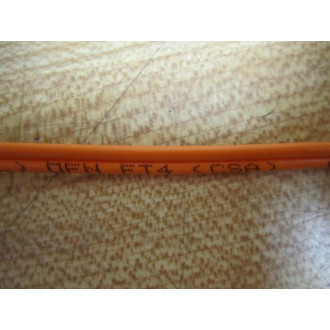 ) OFN FT4 (CSA)